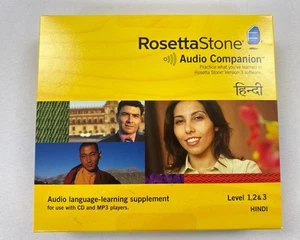 RosettaStone
Audio Companion
Practice what you've learned in
Rosetta Stone Version 3 software.
हिन्दी
Audio language-learning supplement
for use with CD and MP3 players.
Level 1,2&3
HINDI